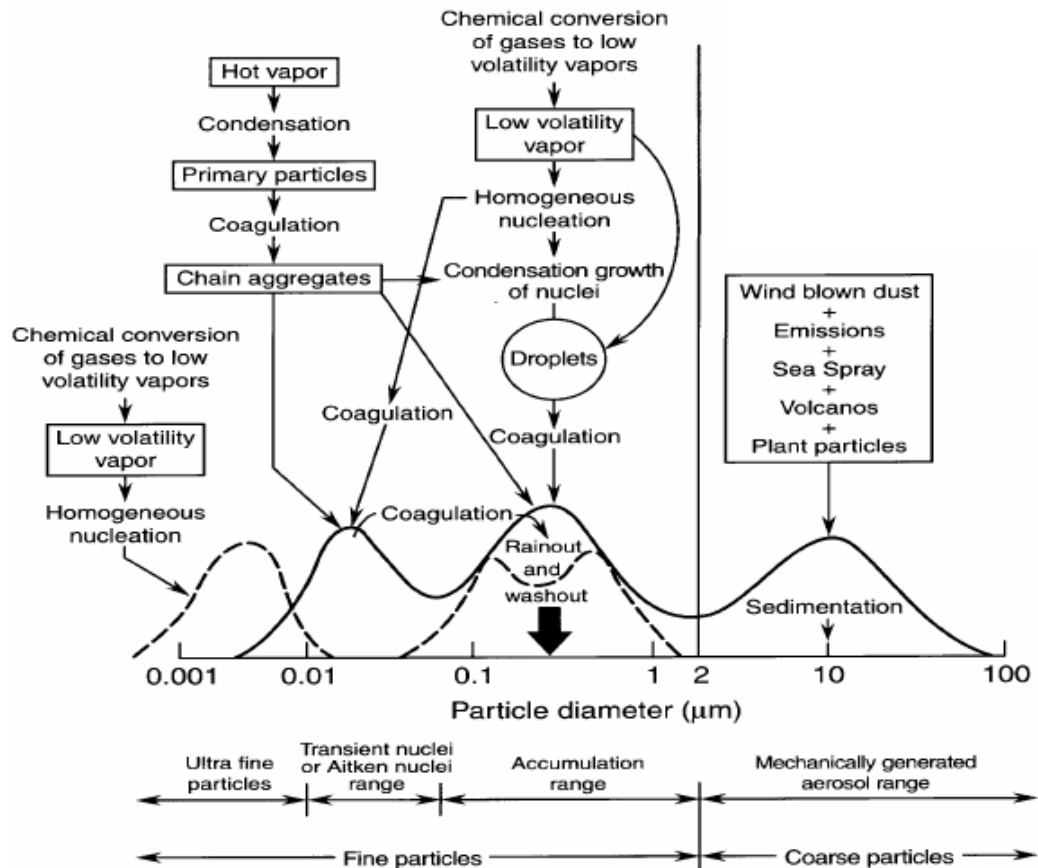 Chemical conversion
of gases to low
volatility vapors
Hot vapor
Condensation
Primary particles
Coagulation
Chain aggregates
Low volatility
vapor
Homogeneous
nucleation
Condensation growth
of nuclei
Droplets
Coagulation
Coagulation
Chemical conversion
of gases to low
volatility vapors
Low volatility
vapor
Homogeneous
nucleation
Coagulation
Rainout
and
washout
Wind blown dust
+
Emissions
+
Sea Spray
+
Volcanos
+
Plant particles
Sedimentation
0.001 0.01 0.1 1 2 10 100
Particle diameter (μm)
Ultra fine
particles
Transient nuclei
or Aitken nuclei
range
Accumulation
range
Mechanically generated
aerosol range
Fine particles
Coarse particles